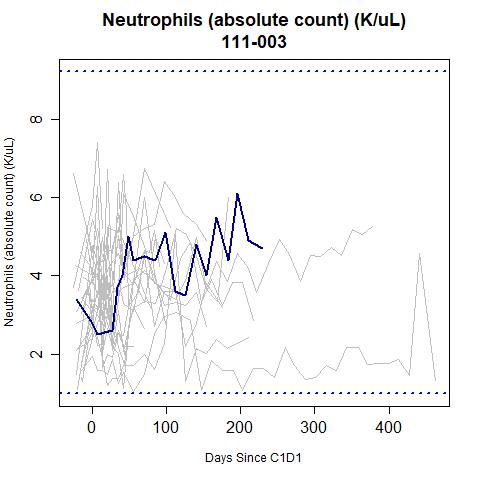 Neutrophils (absolute count) (K/uL)
111-003
Neutrophils (absolute count) (K/uL)
8
6
4
2
0 100 200 300 400
Days Since C1D1